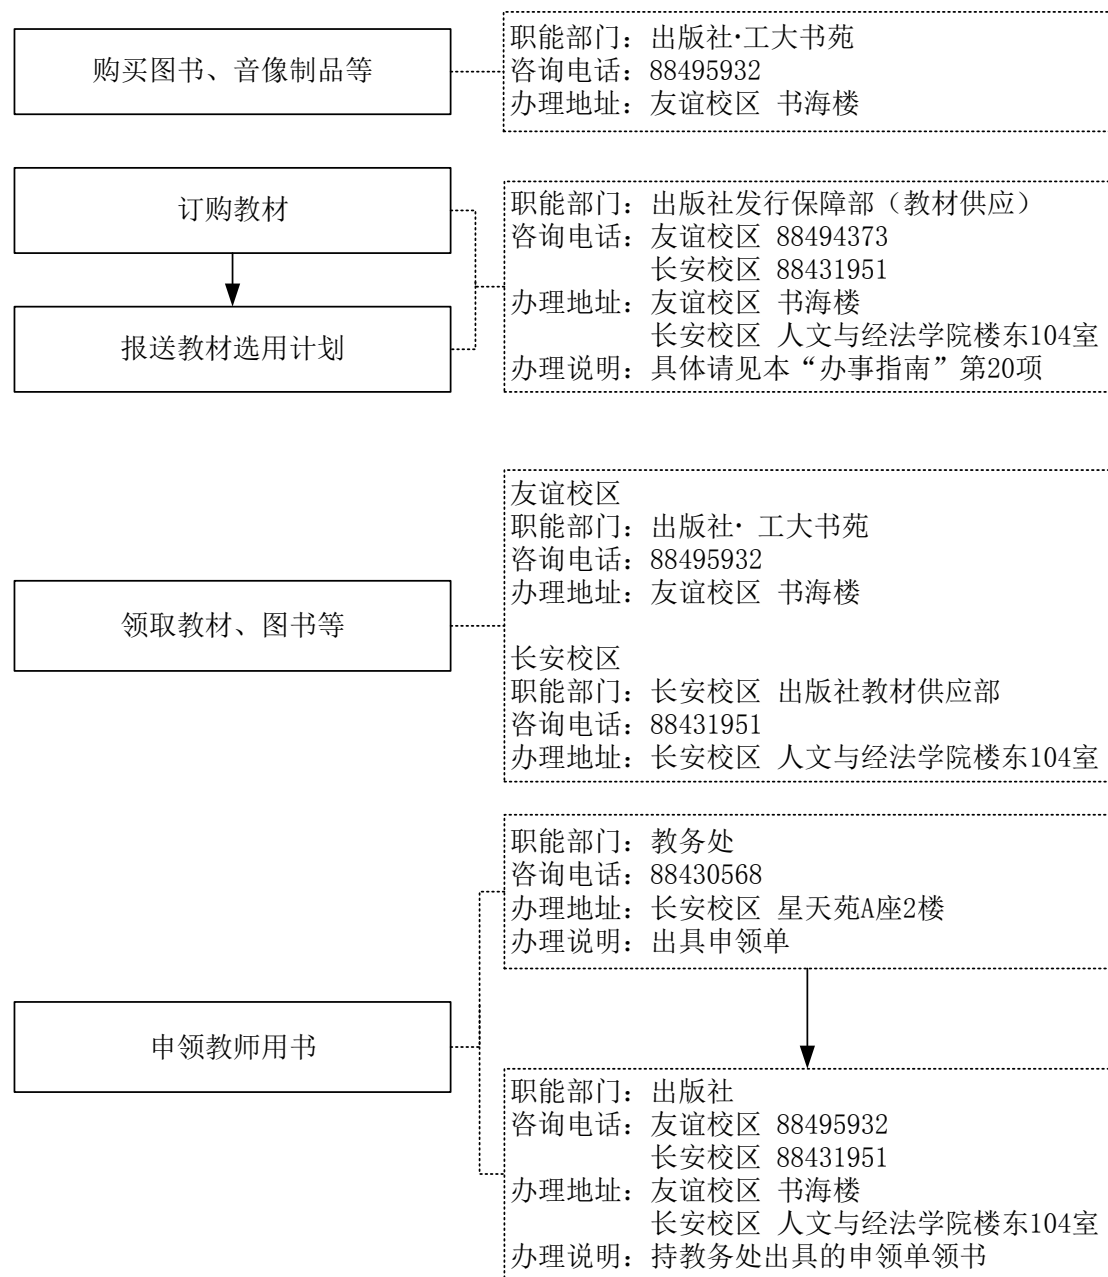 购买图书、音像制品等
职能部门：出版社·工大书苑
咨询电话：88495932
办理地址：友谊校区 书海楼
订购教材
报送教材选用计划
职能部门：出版社发行保障部（教材供应）
咨询电话：友谊校区 88494373
长安校区 88431951
办理地址：友谊校区 书海楼
长安校区 人文与经法学院楼东104室
办理说明：具体请见本“办事指南”第20项
领取教材、图书等
友谊校区
职能部门：出版社· 工大书苑
咨询电话：88495932
办理地址：友谊校区 书海楼
长安校区
职能部门：长安校区 出版社教材供应部
咨询电话：88431951
办理地址：长安校区 人文与经法学院楼东104室
申领教师用书
职能部门：教务处
咨询电话：88430568
办理地址：长安校区 星天苑A座2楼
办理说明：出具申领单
职能部门：出版社
咨询电话：友谊校区 88495932
长安校区 88431951
办理地址：友谊校区 书海楼
长安校区 人文与经法学院楼东104室
办理说明：持教务处出具的申领单领书